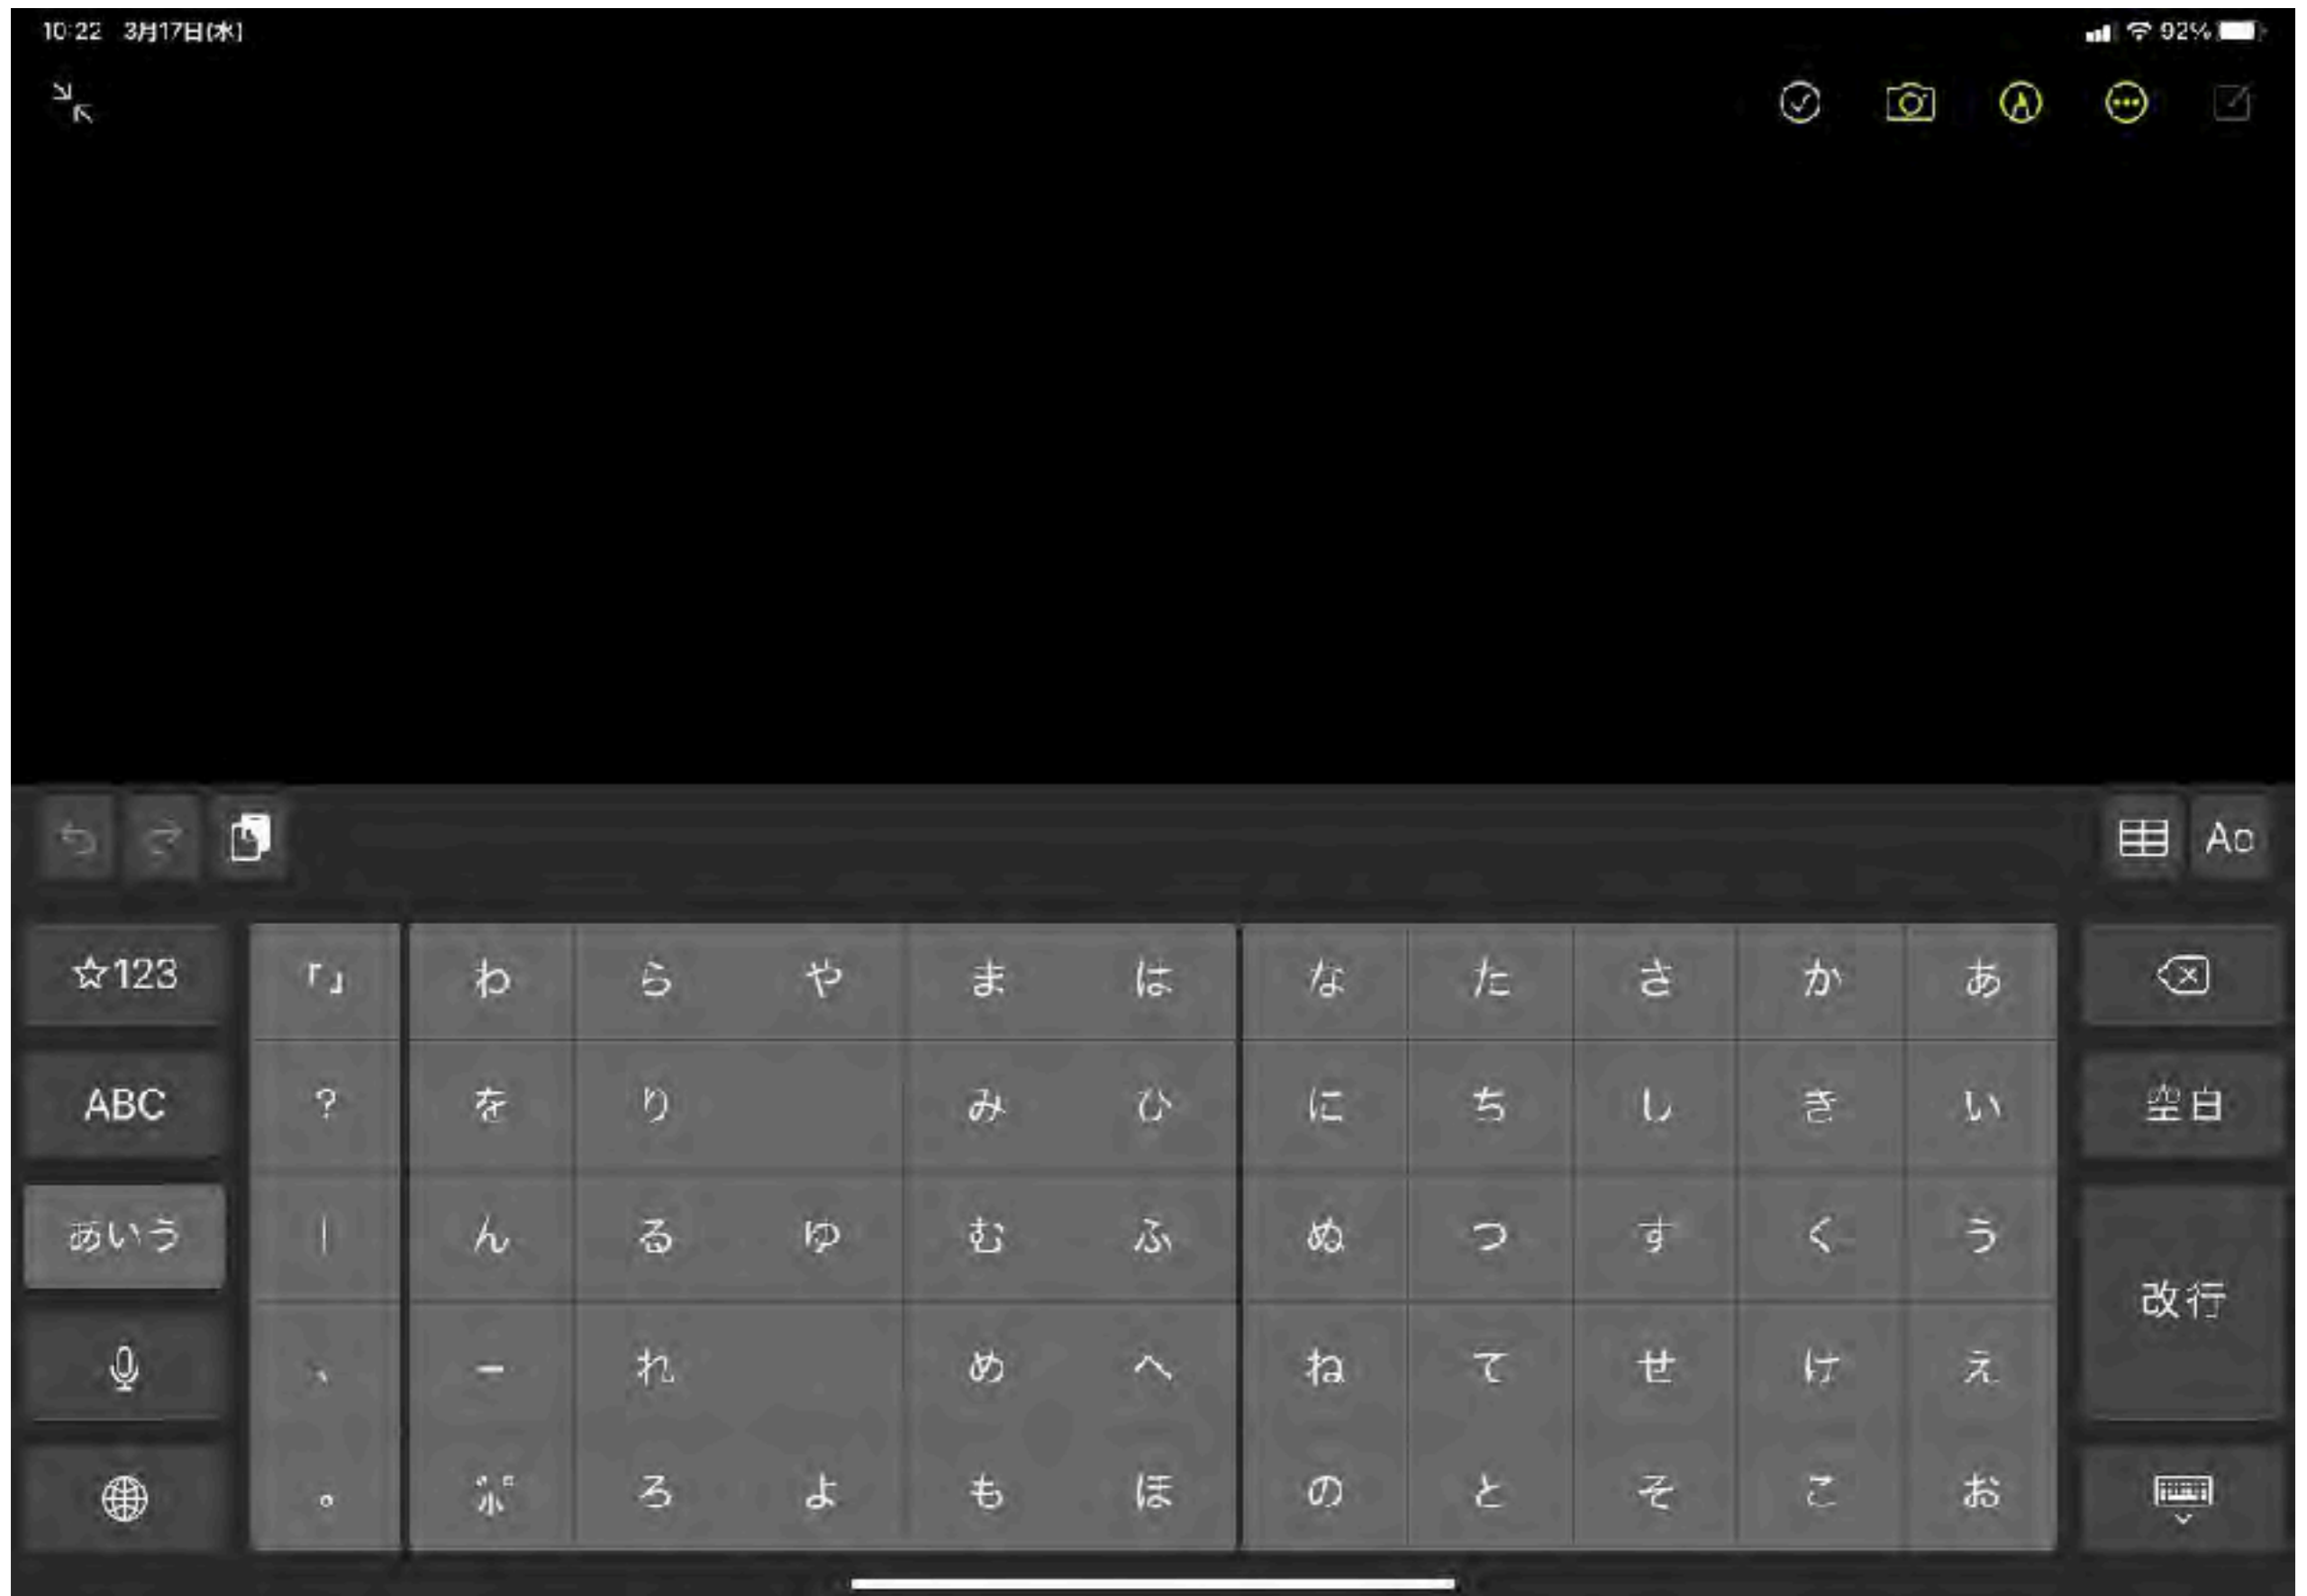 10:22 3月17日(水)
92%
Aa
☆123 「」 わ ら や ま は な た さ か あ
ABC ? を り み ひ に ち し き い 空白
あいう ん る ゆ む ふ ぬ つ す く う
改行
、 ー れ め へ ね て せ け え
。 小 ろ よ も ほ の と そ こ お